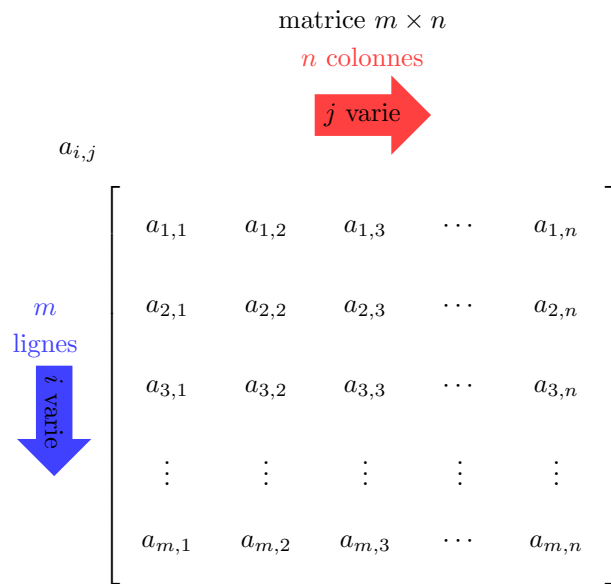 matrice m × n
n colonnes
j varie
a_{i,j}
a_{1,1} a_{1,2} a_{1,3} ⋯ a_{1,n}
m
lignes
i varie
a_{2,1} a_{2,2} a_{2,3} ⋯ a_{2,n}
a_{3,1} a_{3,2} a_{3,3} ⋯ a_{3,n}
⋮ ⋮ ⋮ ⋮ ⋮
a_{m,1} a_{m,2} a_{m,3} ⋯ a_{m,n}